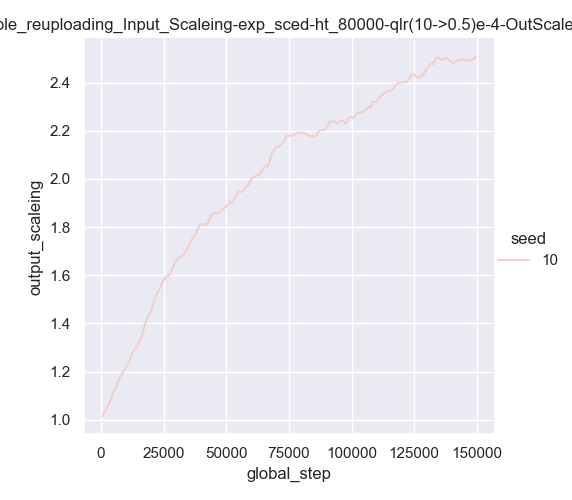 ble_reuploading_Input_Scaleing-exp_sced-ht_80000-qlr(10->0.5)e-4-OutScale
2.4
2.2
2.0
1.8
1.6
1.4
1.2
1.0
output_scaleing
0 25000 50000 75000 100000 125000 150000
global_step
seed
10